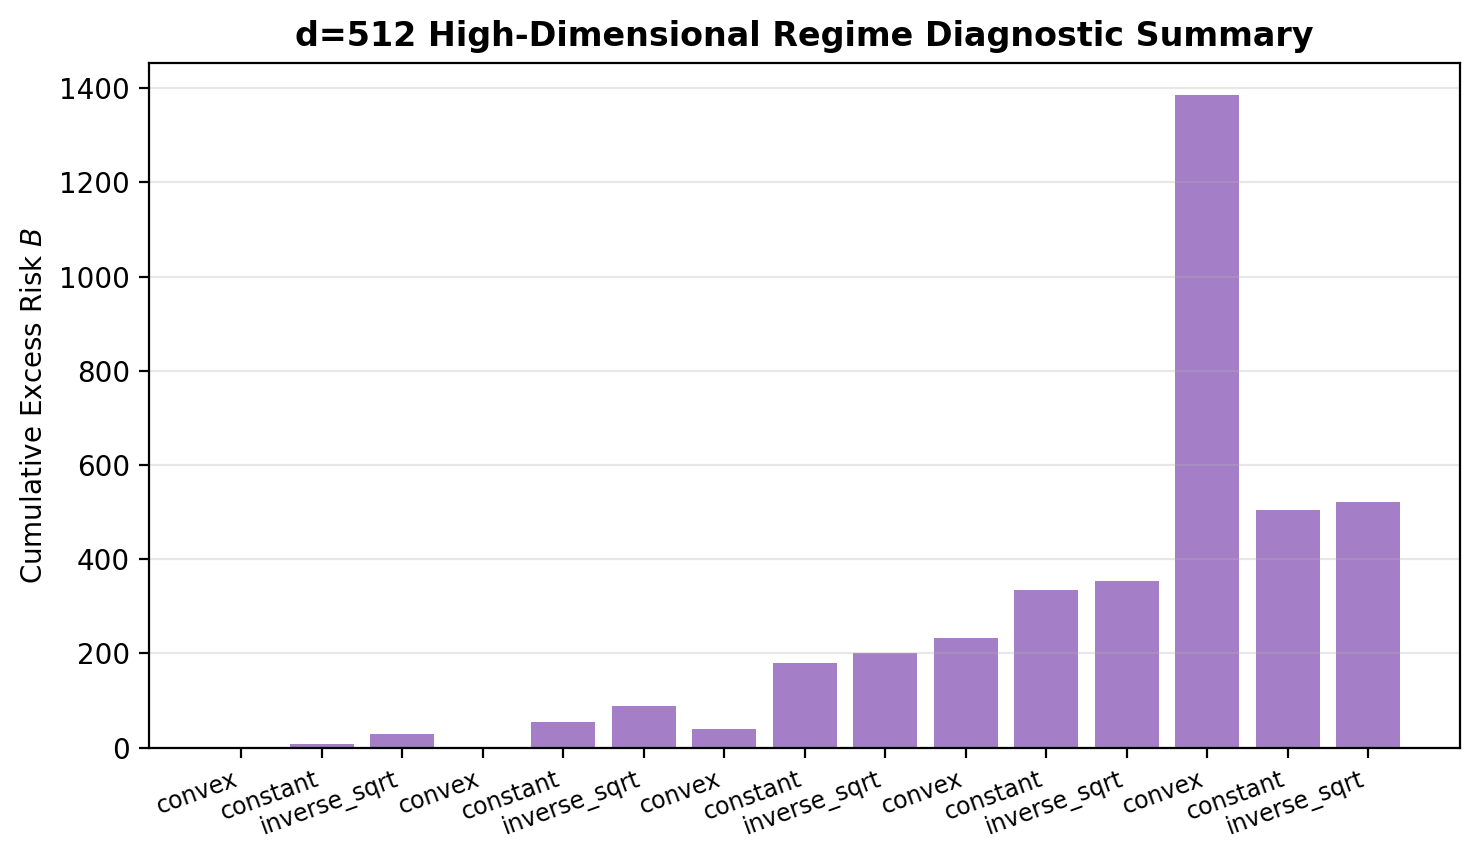 d=512 High-Dimensional Regime Diagnostic Summary
Cumulative Excess Risk B
1400
1200
1000
800
600
400
200
0
convex
constant
inverse_sqrt
convex
constant
inverse_sqrt
convex
constant
inverse_sqrt
convex
constant
inverse_sqrt
convex
constant
inverse_sqrt